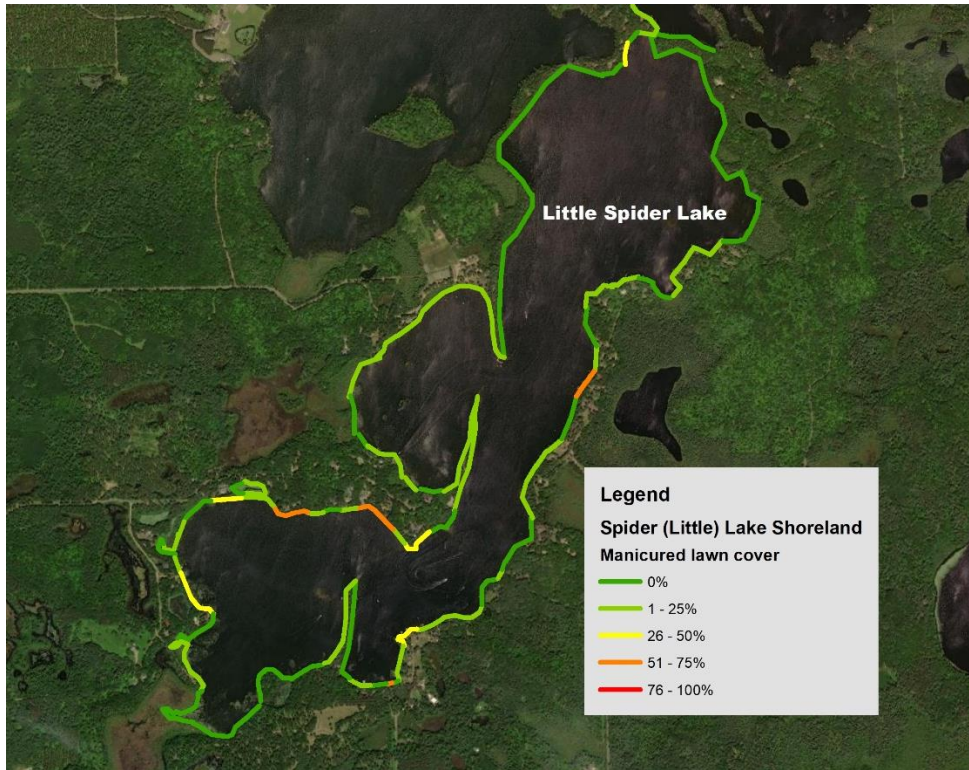 Little Spider Lake
Legend
Spider (Little) Lake Shoreland
Manicured lawn cover
0%
1 - 25%
26 - 50%
51 - 75%
76 - 100%